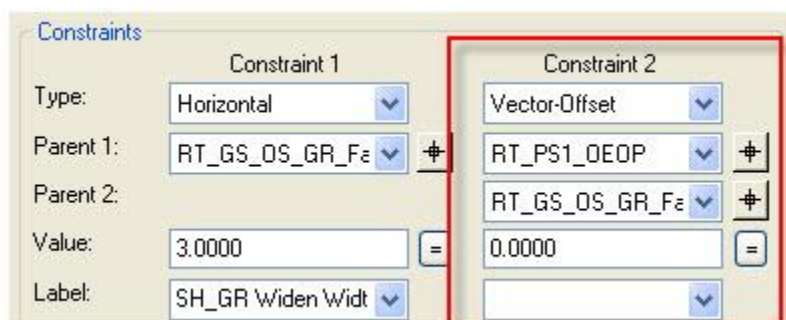 Constraints
Constraint 1 Constraint 2
Type: Horizontal Vector-Offset
Parent 1: RT_GS_OS_GR_Fa RT_PS1_OEOP
Parent 2: RT_GS_OS_GR_Fa
Value: 3.0000 = 0.0000 =
Label: SH_GR Widen Widt